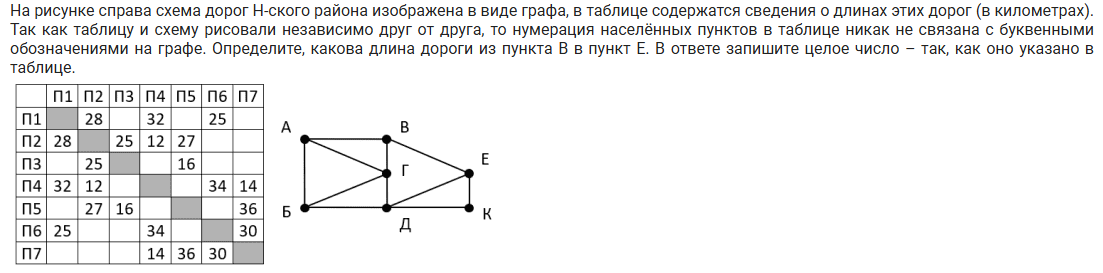 На рисунке справа схема дорог Н-ского района изображена в виде графа, в таблице содержатся сведения о длинах этих дорог (в километрах).
Так как таблицу и схему рисовали независимо друг от друга, то нумерация населённых пунктов в таблице никак не связана с буквенными
обозначениями на графе. Определите, какова длина дороги из пункта В в пункт Е. В ответе запишите целое число – так, как оно указано в
таблице.
П1 П2 П3 П4 П5 П6 П7
П1 28 32 25
П2 28 25 12 27
П3 25 16
П4 32 12 34 14
П5 27 16 36
П6 25 34 30
П7 14 36 30
А
В
Г
Е
Б
Д
К